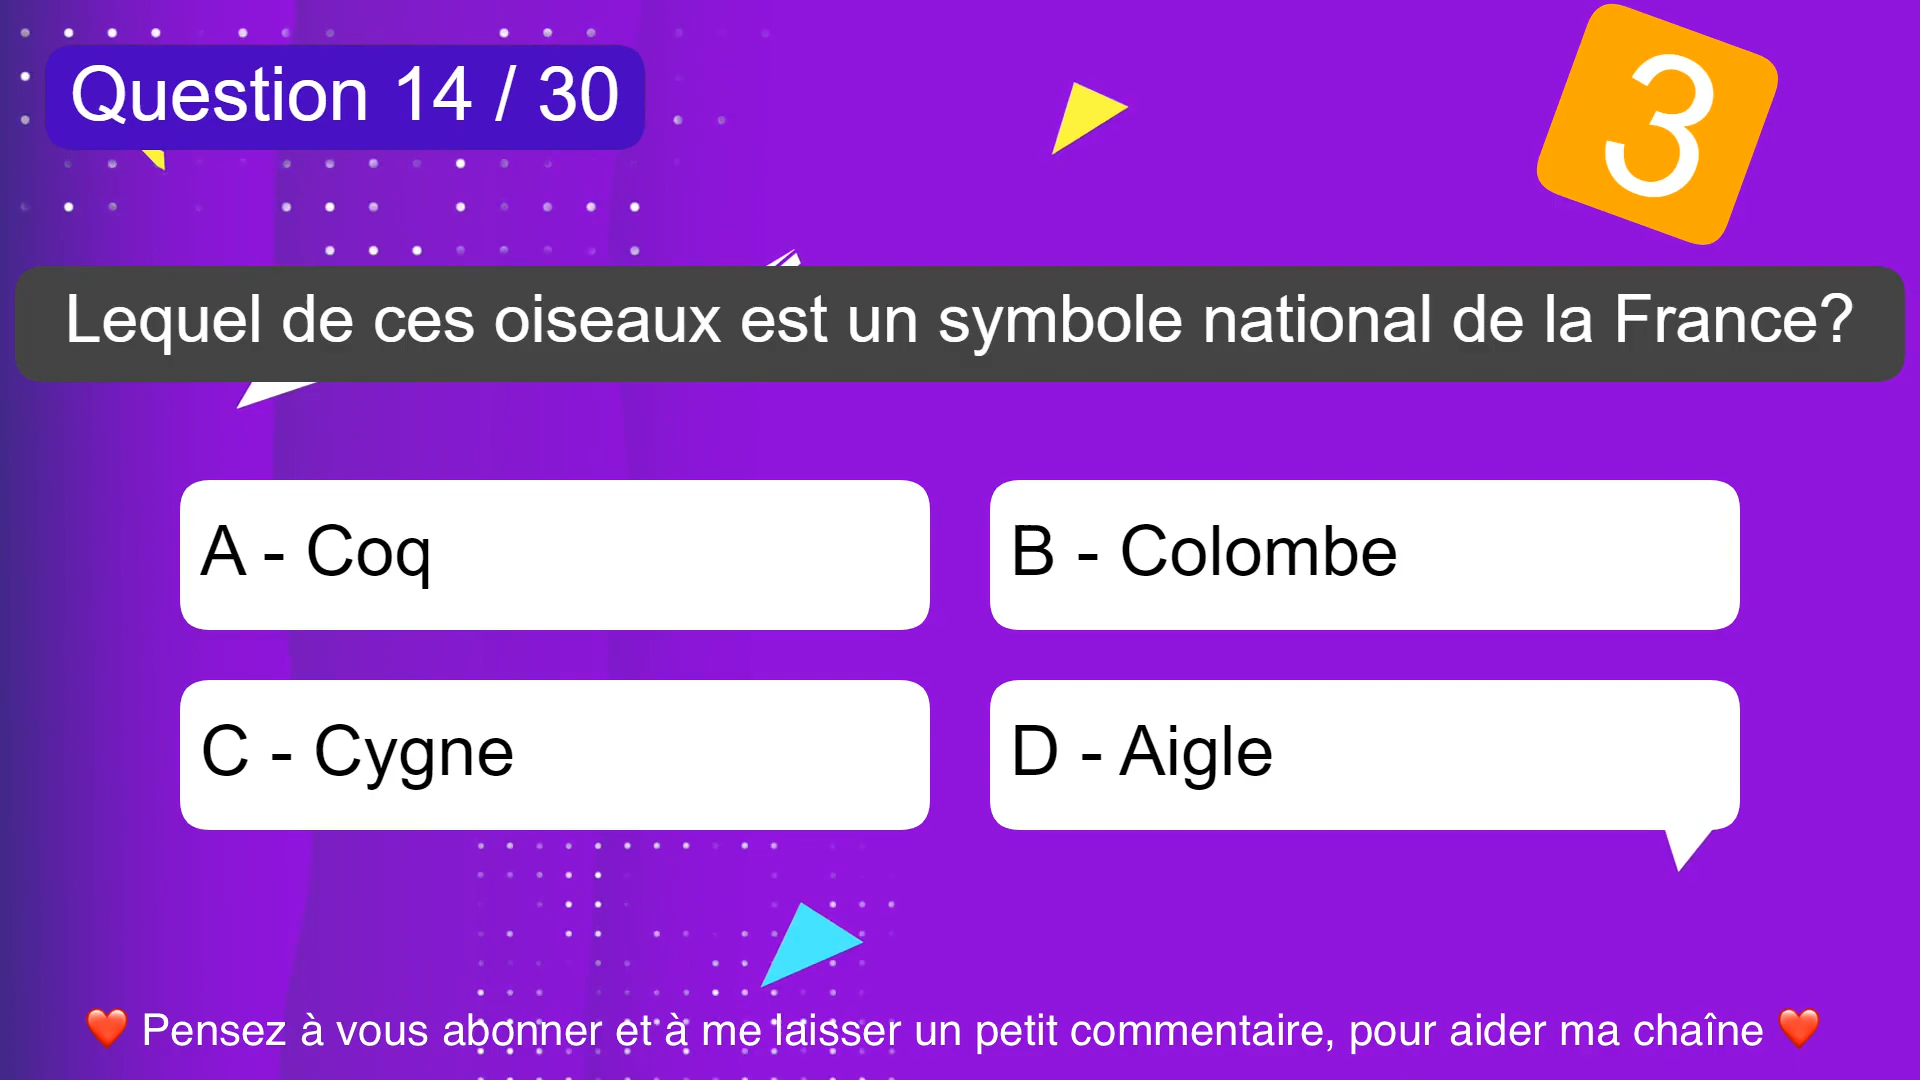 Question 14 / 30
3
Lequel de ces oiseaux est un symbole national de la France?
A - Coq
B - Colombe
C - Cygne
D - Aigle
❤️ Pensez à vous abonner et à me laisser un petit commentaire, pour aider ma chaîne ❤️